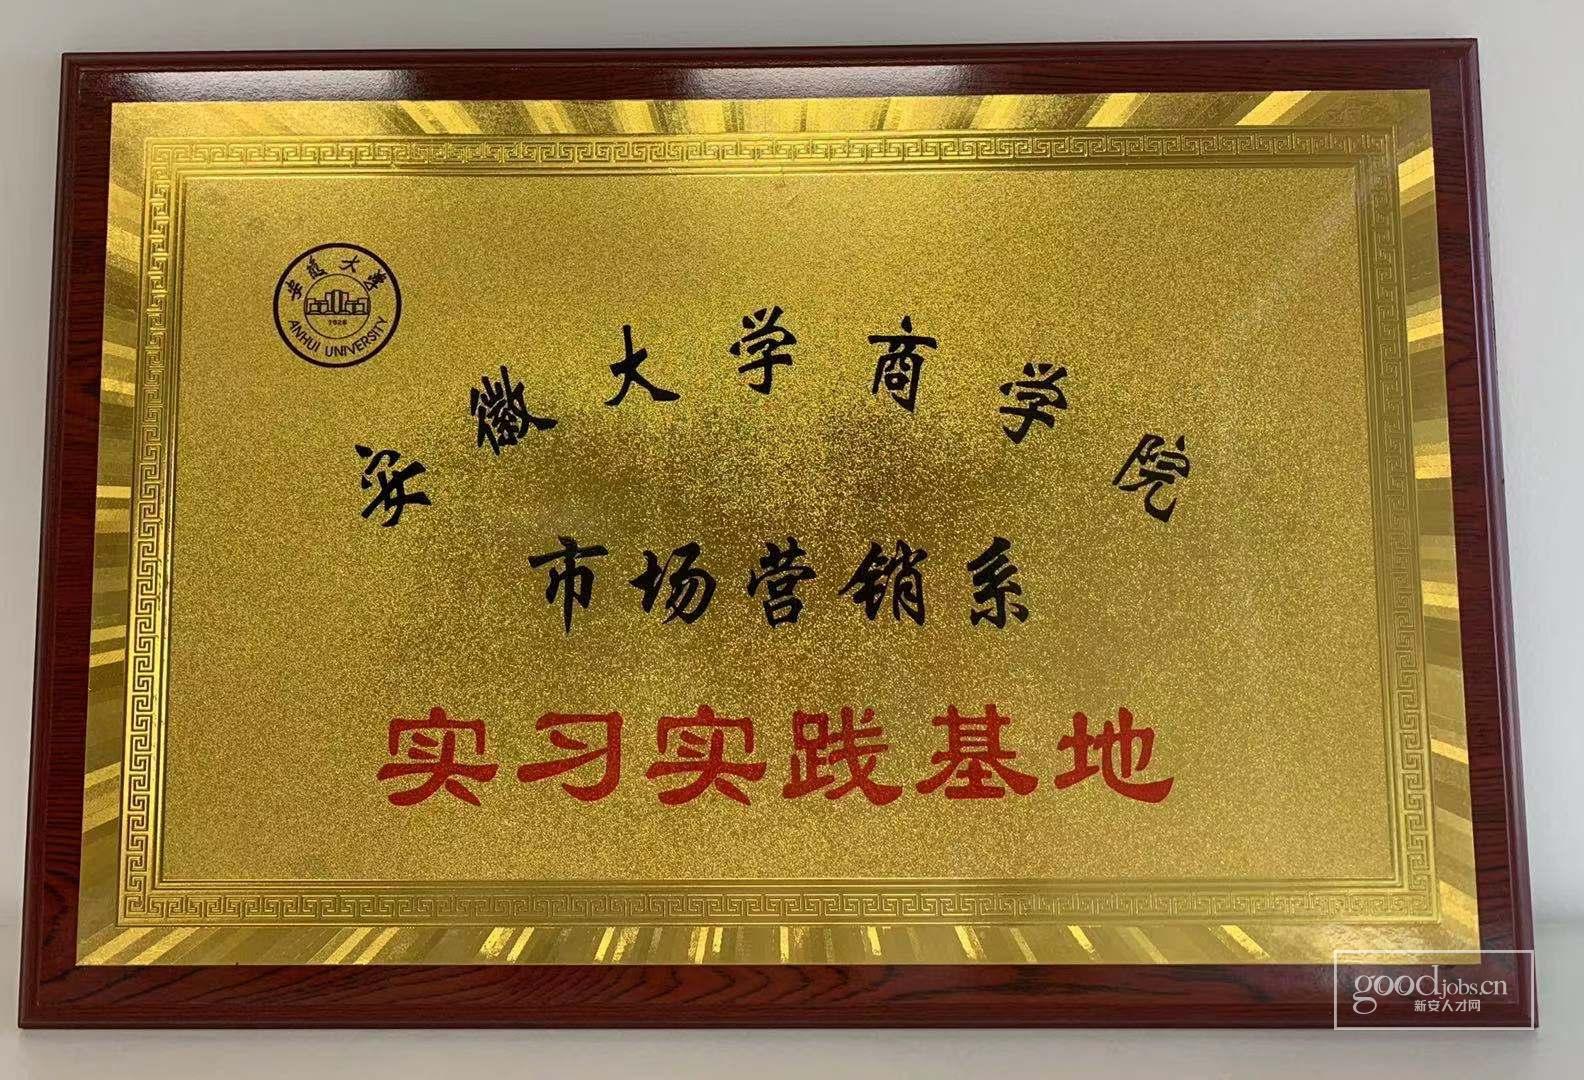 安徽大學
1928
ANHUI UNIVERSITY
安徽大学商学院
市场营销系
实习实践基地
goodjobs.cn
新安人才网